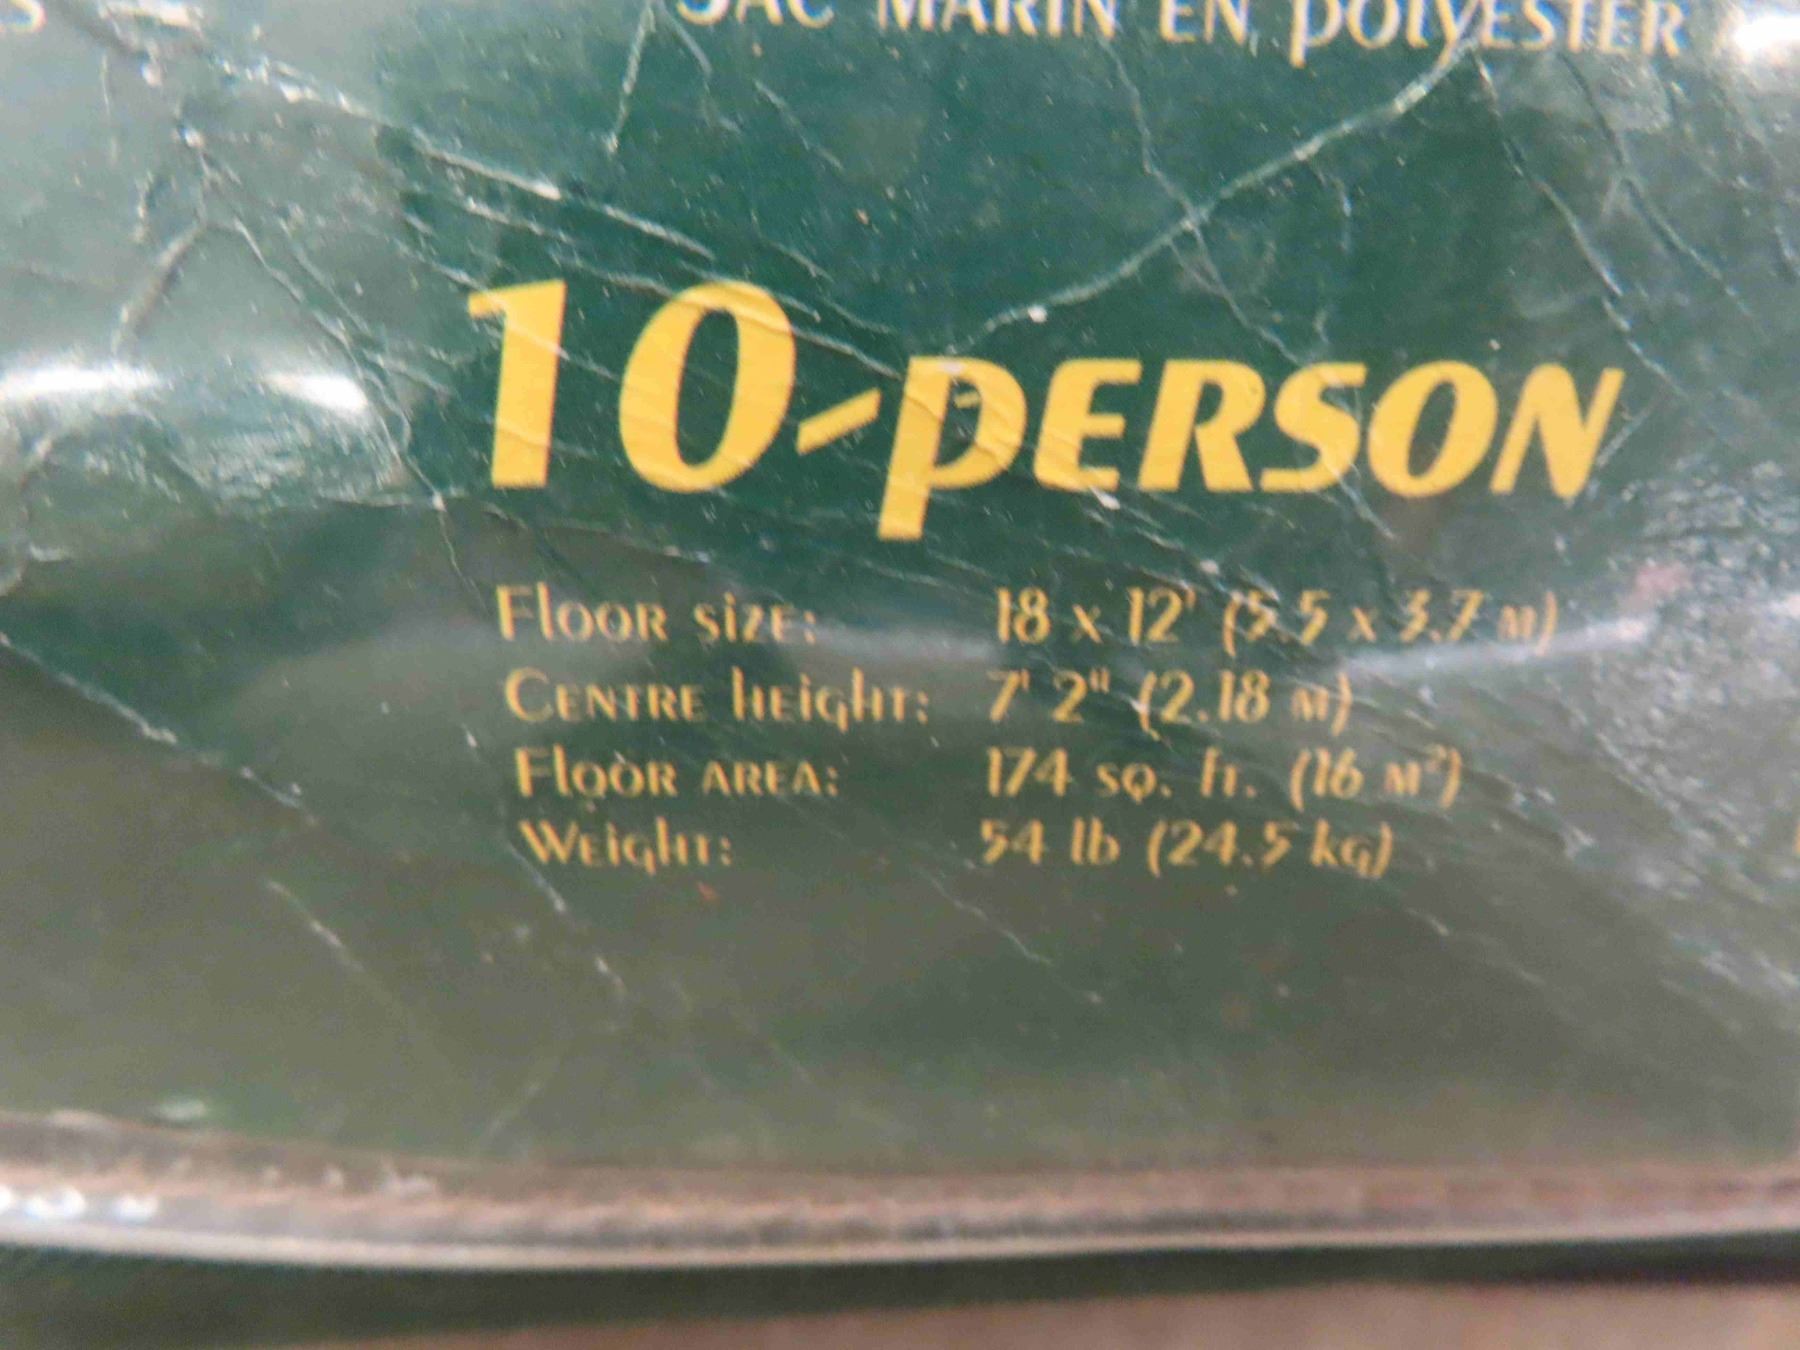 SAC MARIN EN POLYESTER
10-PERSON
FLOOR SIZE: 18 x 12' (5.5 x 3.7 M)
CENTRE HEIGHT: 7' 2" (2.18 M)
FLOOR AREA: 174 SQ. FT. (16 M²)
WEIGHT: 54 lb (24.5 kg)